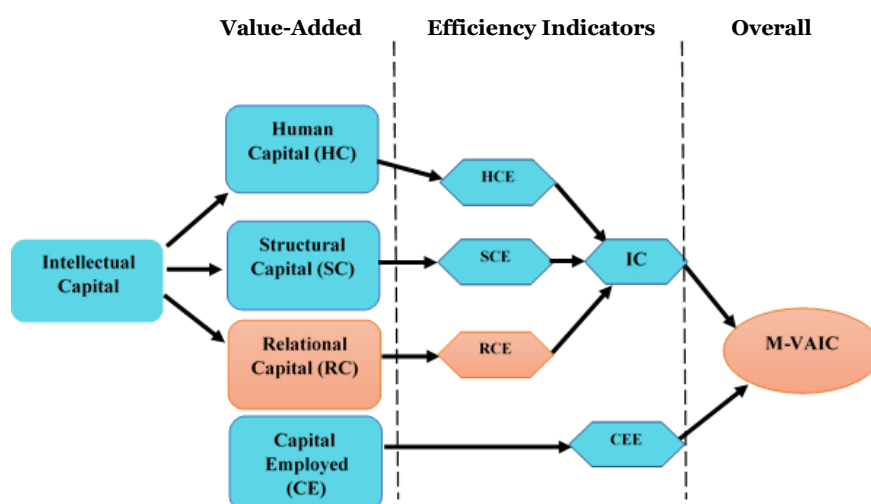 Value-Added
Efficiency Indicators
Overall
Human
Capital (HC)
HCE
Intellectual
Capital
Structural
Capital (SC)
SCE
IC
Relational
Capital (RC)
RCE
M-VAIC
Capital
Employed
(CE)
CEE